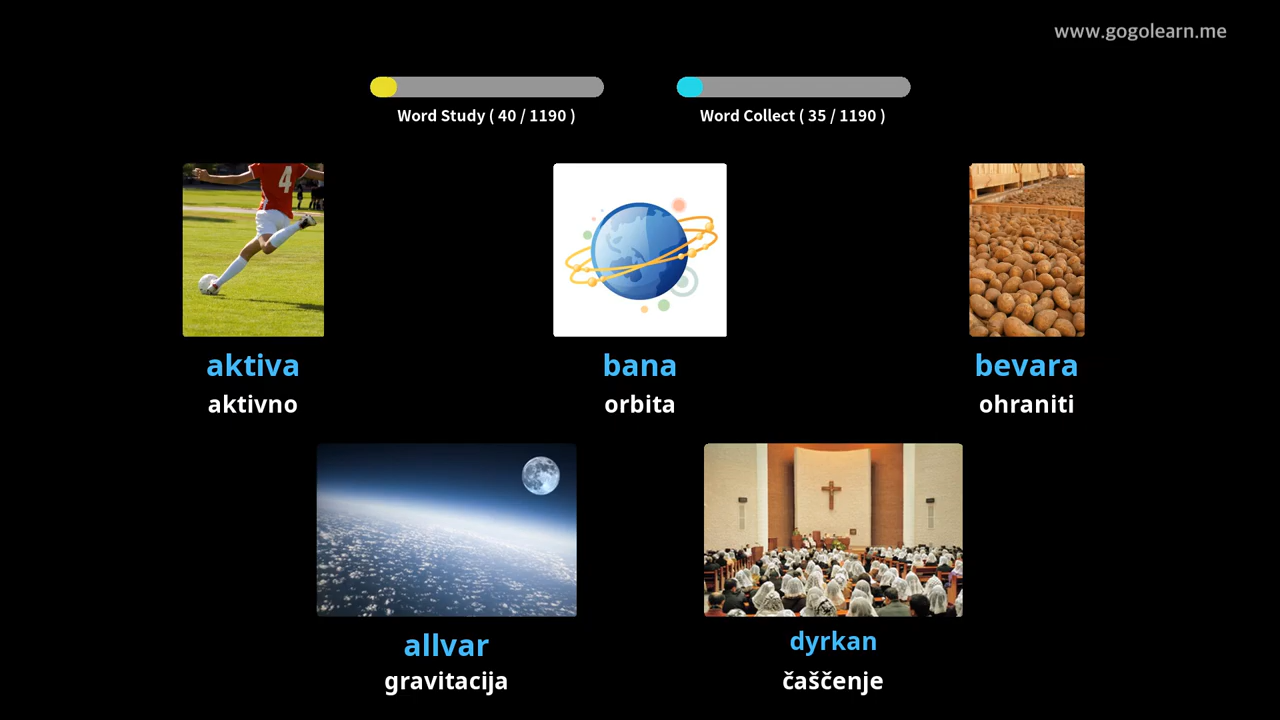 www.gogolearn.me
Word Study ( 40 / 1190 )
Word Collect ( 35 / 1190 )
4
aktiva
aktivno
bana
orbita
bevara
ohraniti
allvar
gravitacija
dyrkan
čaščenje